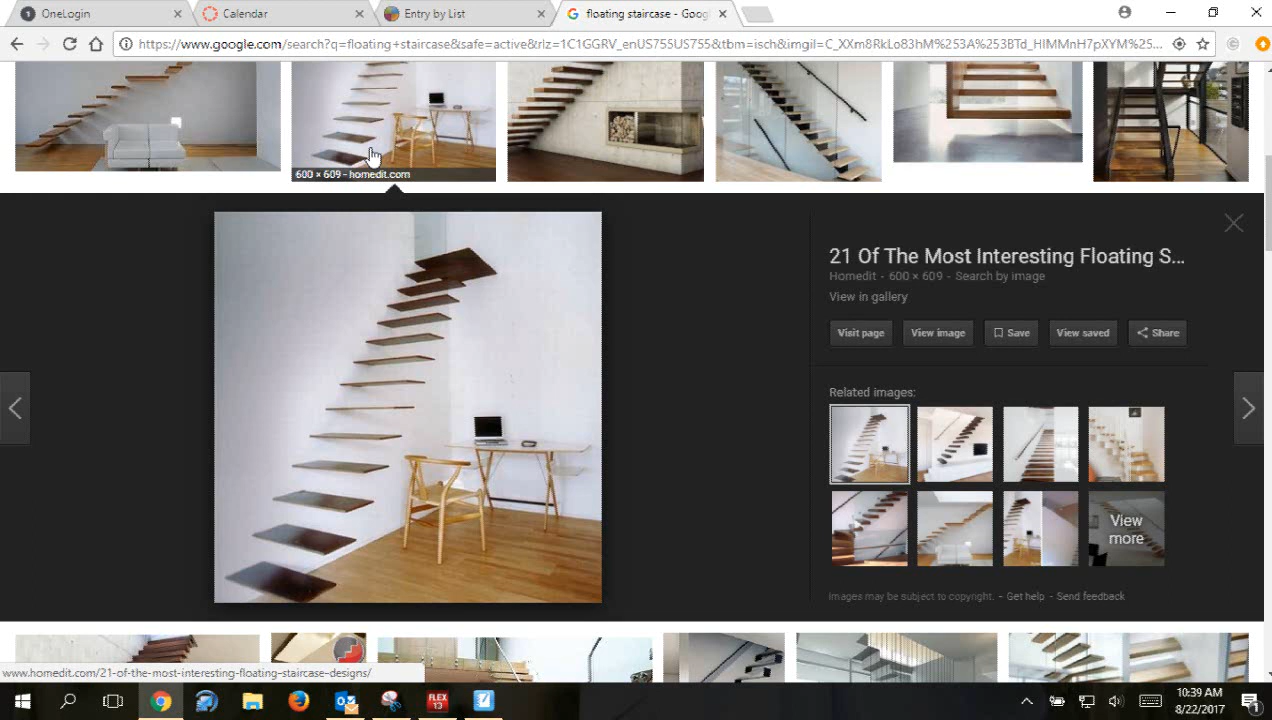 OneLogin
Calendar
Entry by List
floating staircase - Goog
https://www.google.com/search?q=floating+staircase&safe=active&rlz=1C1GGRV_enUS755US755&tbm=isch&imgil=C_XXm8RkLo83hM%253A%253BTd_HIMMnH7pXYM%25...
600 × 609 - homedit.com
21 Of The Most Interesting Floating S...
Homedit - 600 × 609 - Search by image
View in gallery
Visit page View image Save View saved Share
Related images:
View
more
Images may be subject to copyright. - Get help - Send feedback
www.homedit.com/21-of-the-most-interesting-floating-staircase-designs/
FLEX
13
10:39 AM
8/22/2017
1